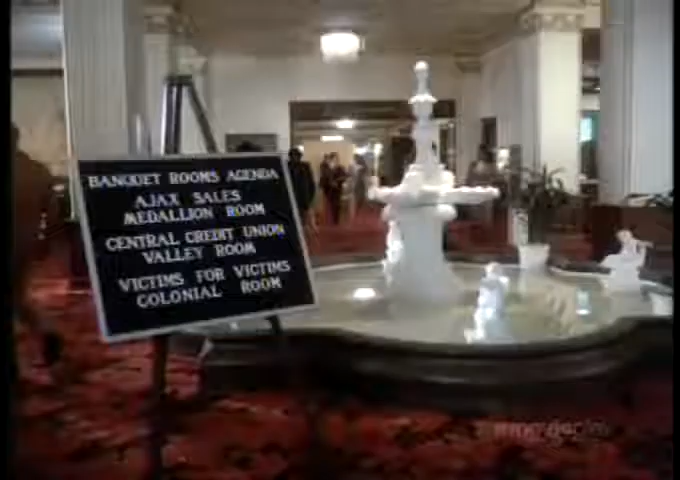 BANQUET ROOMS AGENDA
AJAX SALES
MEDALLION ROOM
CENTRAL CREDIT UNION
VALLEY ROOM
VICTIMS FOR VICTIMS
COLONIAL ROOM